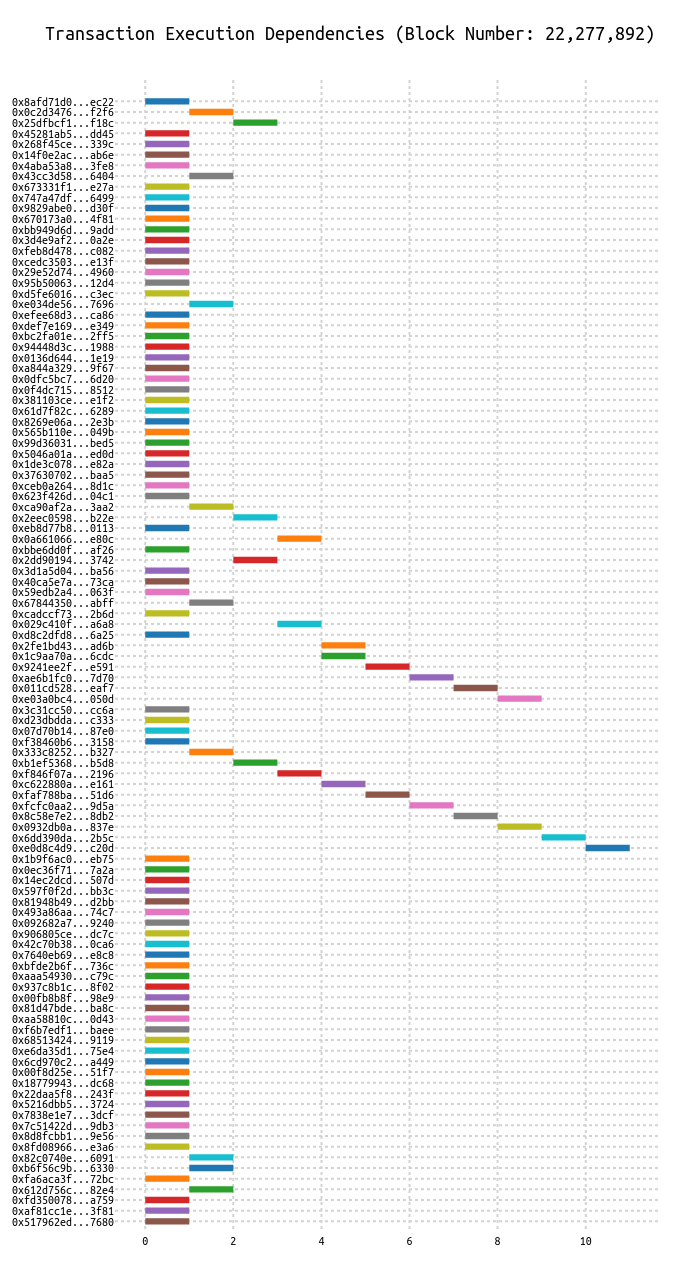 Transaction Execution Dependencies (Block Number: 22,277,892)
0x8afd71d0...ec22
0x0c2d3476...f2f6
0x25dfbcf1...f18c
0x45281ab5...dd45
0x268f45ce...339c
0x14f0e2ac...ab6e
0x4aba53a8...3fe8
0x43cc3d58...6404
0x673331f1...e27a
0x747a47df...6499
0x9829abe0...d30f
0x670173a0...4f81
0xbb949d6d...9add
0x3d4e9af2...0a2e
0xfeb8d478...c082
0xcedc3503...e13f
0x29e52d74...4960
0x95b50063...12d4
0xd5fe6016...c3ec
0xe034de56...7696
0xefee68d3...ca86
0xdef7e169...e349
0xbc2fa01e...2ff5
0x94448d3c...1988
0x0136d644...1e19
0xa844a329...9f67
0x0dfc5bc7...6d20
0x0f4dc715...8512
0x381103ce...e1f2
0x61d7f82c...6289
0x8269e06a...2e3b
0x565b110e...049b
0x99d36031...bed5
0x5046a01a...ed0d
0x1de3c078...e82a
0x37630702...baa5
0xceb0a264...8d1c
0x623f426d...04c1
0xca90af2a...3aa2
0x2eec0598...b22e
0xeb8d77b8...0113
0x0a661066...e80c
0xbbe6dd0f...af26
0x2dd90194...3742
0x3d1a5d04...ba56
0x40ca5e7a...73ca
0x59edb2a4...063f
0x67844350...abff
0xcadccf73...2b6d
0x029c410f...a6a8
0xd8c2dfd8...6a25
0x2fe1bd43...ad6b
0x1c9aa70a...6cdc
0x9241ee2f...e591
0xae6b1fc0...7d70
0x011cd528...eaf7
0xe03a0bc4...050d
0x3c31cc50...cc6a
0xd23dbdda...c333
0x07d70b14...87e0
0xf38460b6...3158
0x333c8252...b327
0xb1ef5368...b5d8
0xf846f07a...2196
0xc622880a...e161
0xfaf788ba...51d6
0xfcfc0aa2...9d5a
0x8c58e7e2...8db2
0x0932db0a...837e
0x6dd390da...2b5c
0xe0d8c4d9...c20d
0x1b9f6ac0...eb75
0x0ec36f71...7a2a
0x14ec2dcd...507d
0x597f0f2d...bb3c
0x81948b49...d2bb
0x493a86aa...74c7
0x092682a7...9240
0x906805ce...dc7c
0x42c70b38...0ca6
0x7640eb69...e8c8
0xbfde2b6f...736c
0xaaa54930...c79c
0x937c8b1c...8f02
0x00fb8b8f...98e9
0x81d47bde...ba8c
0xaa58810c...0d43
0xf6b7edf1...baee
0x68513424...9119
0xe6da35d1...75e4
0x6cd970c2...a449
0x00f8d25e...51f7
0x18779943...dc68
0x22daa5f8...243f
0x5216dbb5...3724
0x7838e1e7...3dcf
0x7c51422d...9db3
0x8d8fcbb1...9e56
0x8fd08966...e3a6
0x82c0740e...6091
0xb6f56c9b...6330
0xfa6aca3f...72bc
0x612d756c...82e4
0xfd350078...a759
0xaf81cc1e...3f81
0x517962ed...7680
0 2 4 6 8 10